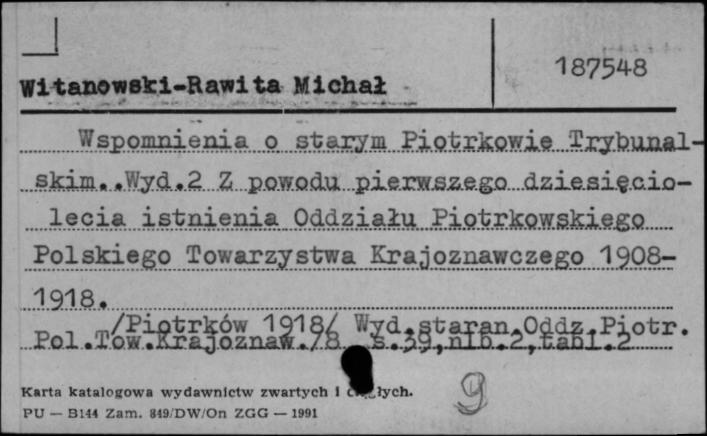 187548
Witanowski-Rawita Michał
Wspomnienia o starym Piotrkowie Trybunal-
skim..Wyd.2 Z powodu pierwszego dziesięcio-
lecia istnienia Oddziału Piotrkowskiego
Polskiego Towarzystwa Krajoznawczego 1908-
1918.
/Piotrków 1918/ Wyd.staran.Oddz.Piotr.
Pol.Tow.Krajoznaw./8 s.39,nlb.2,tabl.2
Karta katalogowa wydawnictw zwartych i
PU — B144 Zam. 849/DW/On ZGG — 1991
9